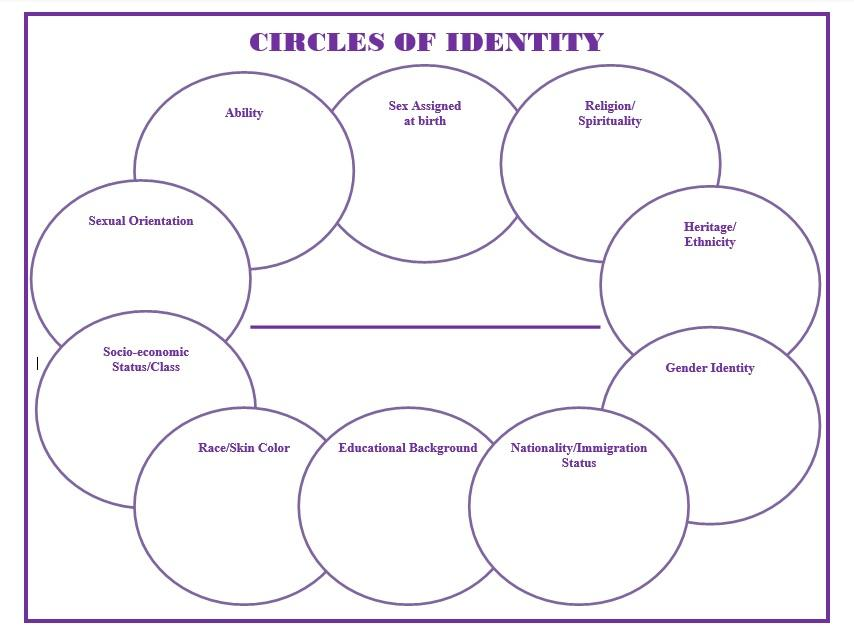 CIRCLES OF IDENTITY
Ability
Sex Assigned
at birth
Religion/
Spirituality
Sexual Orientation
Heritage/
Ethnicity
Socio-economic
Status/Class
Gender Identity
Race/Skin Color
Educational Background
Nationality/Immigration
Status